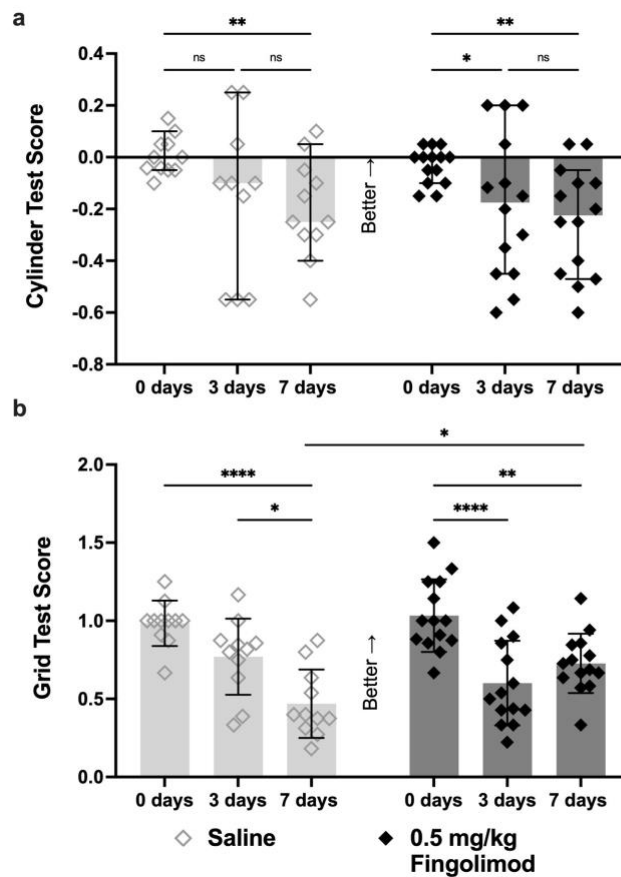 a
** **
ns ns * ns
0.4
0.2
0.0
-0.2
-0.4
-0.6
-0.8
Cylinder Test Score
Better →
0 days 3 days 7 days 0 days 3 days 7 days
b
*
**** **
* ****
2.0
1.5
1.0
0.5
0.0
Grid Test Score
Better →
0 days 3 days 7 days 0 days 3 days 7 days
Saline 0.5 mg/kg
Fingolimod